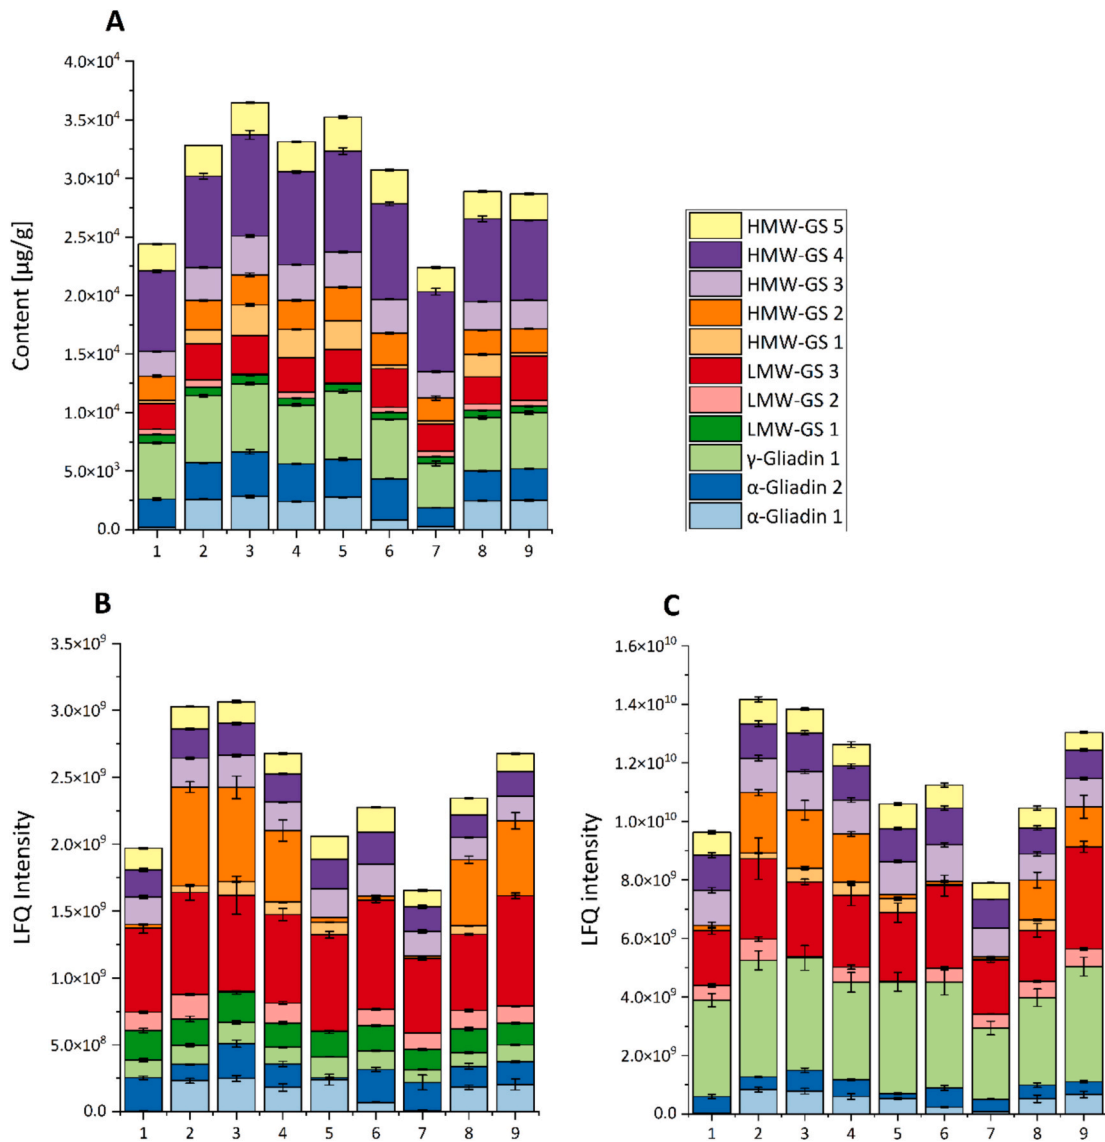 A
4.0×10⁴
3.5×10⁴
3.0×10⁴
2.5×10⁴
2.0×10⁴
1.5×10⁴
1.0×10⁴
5.0×10³
0.0
Content [µg/g]
1 2 3 4 5 6 7 8 9
HMW-GS 5
HMW-GS 4
HMW-GS 3
HMW-GS 2
HMW-GS 1
LMW-GS 3
LMW-GS 2
LMW-GS 1
γ-Gliadin 1
α-Gliadin 2
α-Gliadin 1
B
3.5×10⁹
3.0×10⁹
2.5×10⁹
2.0×10⁹
1.5×10⁹
1.0×10⁹
5.0×10⁸
0.0
LFQ Intensity
1 2 3 4 5 6 7 8 9
C
1.6×10¹⁰
1.4×10¹⁰
1.2×10¹⁰
1.0×10¹⁰
8.0×10⁹
6.0×10⁹
4.0×10⁹
2.0×10⁹
0.0
LFQ intensity
1 2 3 4 5 6 7 8 9